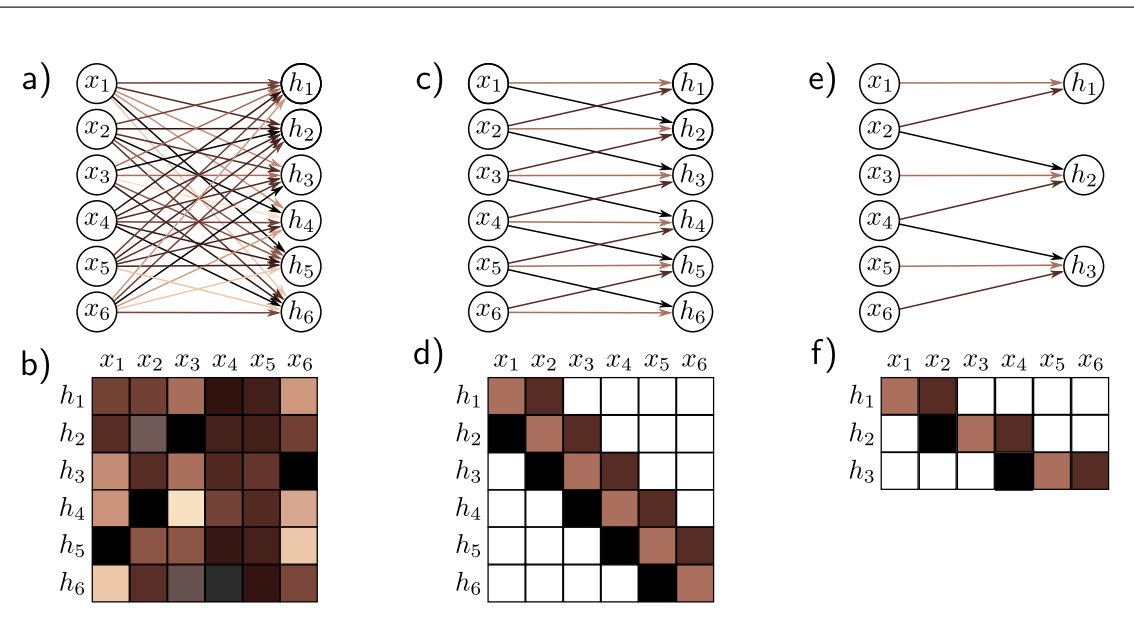 a) c) e)
x1 h1 x1 h1 x1 h1
x2 h2 x2 h2 x2
x3 h3 x3 h3 x3 h2
x4 h4 x4 h4 x4
x5 h5 x5 h5 x5 h3
x6 h6 x6 h6 x6
b) x1 x2 x3 x4 x5 x6 d) x1 x2 x3 x4 x5 x6 f) x1 x2 x3 x4 x5 x6
h1 h1 h1
h2 h2 h2
h3 h3 h3
h4 h4
h5 h5
h6 h6